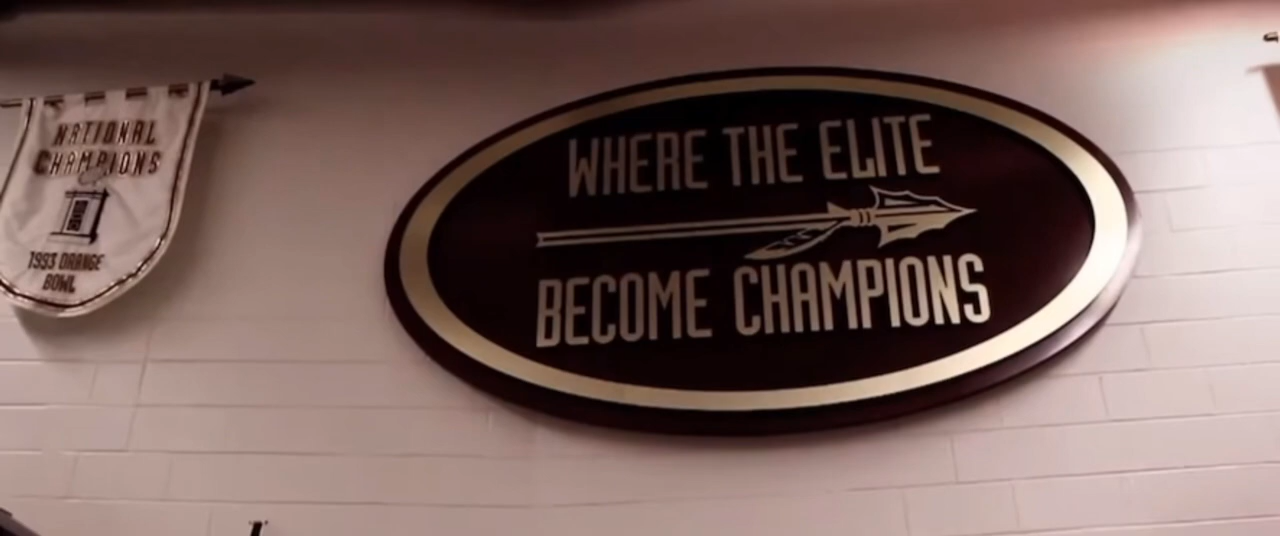 NATIONAL
CHAMPIONS
1993 ORANGE
BOWL
WHERE THE ELITE
BECOME CHAMPIONS